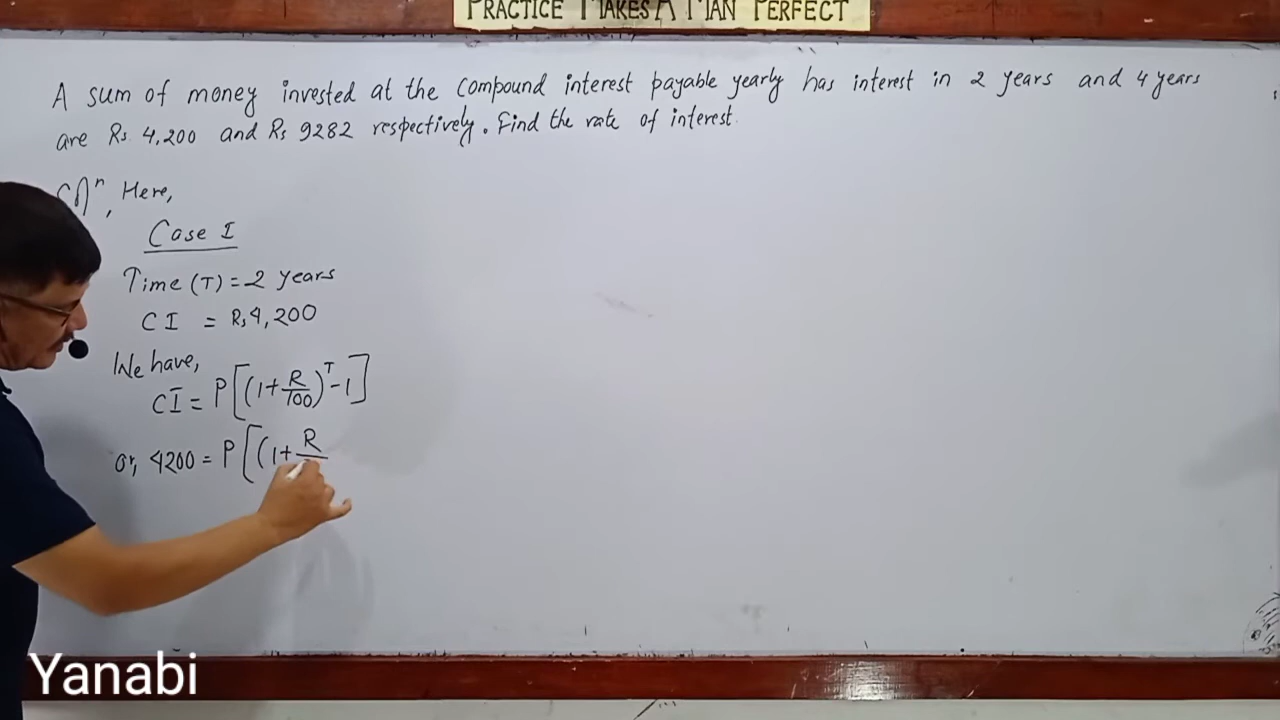 PRACTICE MAKES A MAN PERFECT
A sum of money invested at the compound interest payable yearly has interest in 2 years and 4 years
are Rs. 4,200 and Rs 9282 respectively. Find the rate of interest.
n, Here,
Case I
Time (T) = 2 years
CI = Rs 4,200
We have,
CI = P[(1+R/100)^T - 1]
or, 4200 = P[(1+R/
Yanabi